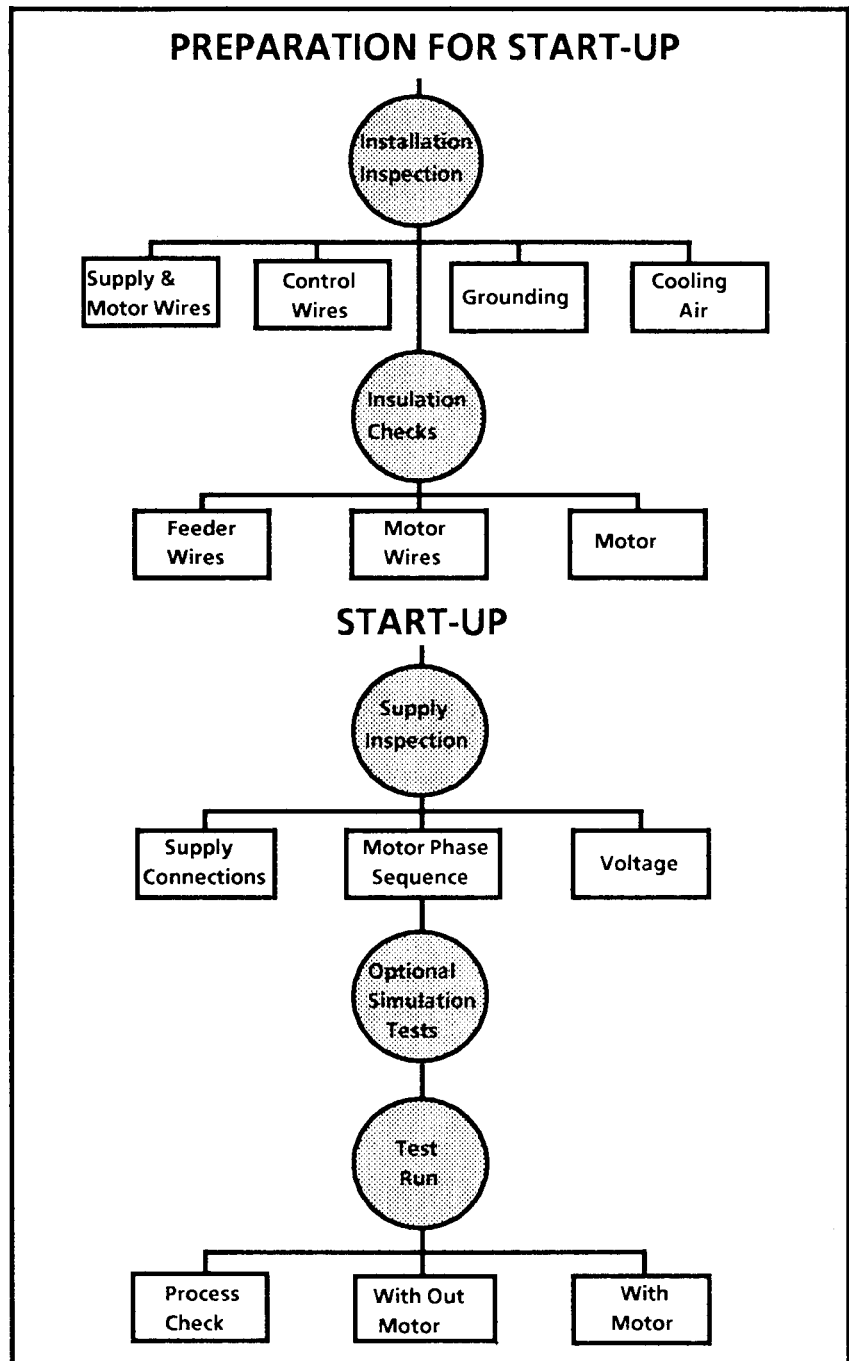 PREPARATION FOR START-UP
Installation
Inspection
Supply &
Motor Wires
Control
Wires
Grounding
Cooling
Air
Insulation
Checks
Feeder
Wires
Motor
Wires
Motor
START-UP
Supply
Inspection
Supply
Connections
Motor Phase
Sequence
Voltage
Optional
Simulation
Tests
Test
Run
Process
Check
With Out
Motor
With
Motor